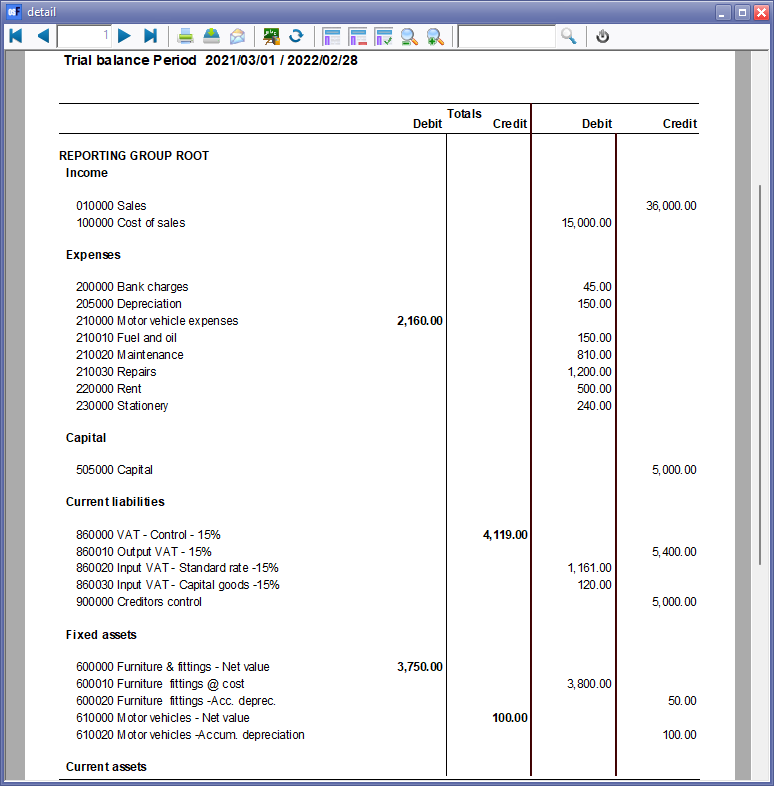 detail
1
Trial balance Period 2021/03/01 / 2022/02/28
Totals
Debit Credit Debit Credit
REPORTING GROUP ROOT
Income
010000 Sales 36,000.00
100000 Cost of sales 15,000.00
Expenses
200000 Bank charges 45.00
205000 Depreciation 150.00
210000 Motor vehicle expenses 2,160.00
210010 Fuel and oil 150.00
210020 Maintenance 810.00
210030 Repairs 1,200.00
220000 Rent 500.00
230000 Stationery 240.00
Capital
505000 Capital 5,000.00
Current liabilities
860000 VAT - Control - 15% 4,119.00
860010 Output VAT - 15% 5,400.00
860020 Input VAT - Standard rate -15% 1,161.00
860030 Input VAT - Capital goods -15% 120.00
900000 Creditors control 5,000.00
Fixed assets
600000 Furniture & fittings - Net value 3,750.00
600010 Furniture fittings @ cost 3,800.00
600020 Furniture fittings -Acc. deprec. 50.00
610000 Motor vehicles - Net value 100.00
610020 Motor vehicles -Accum. depreciation 100.00
Current assets